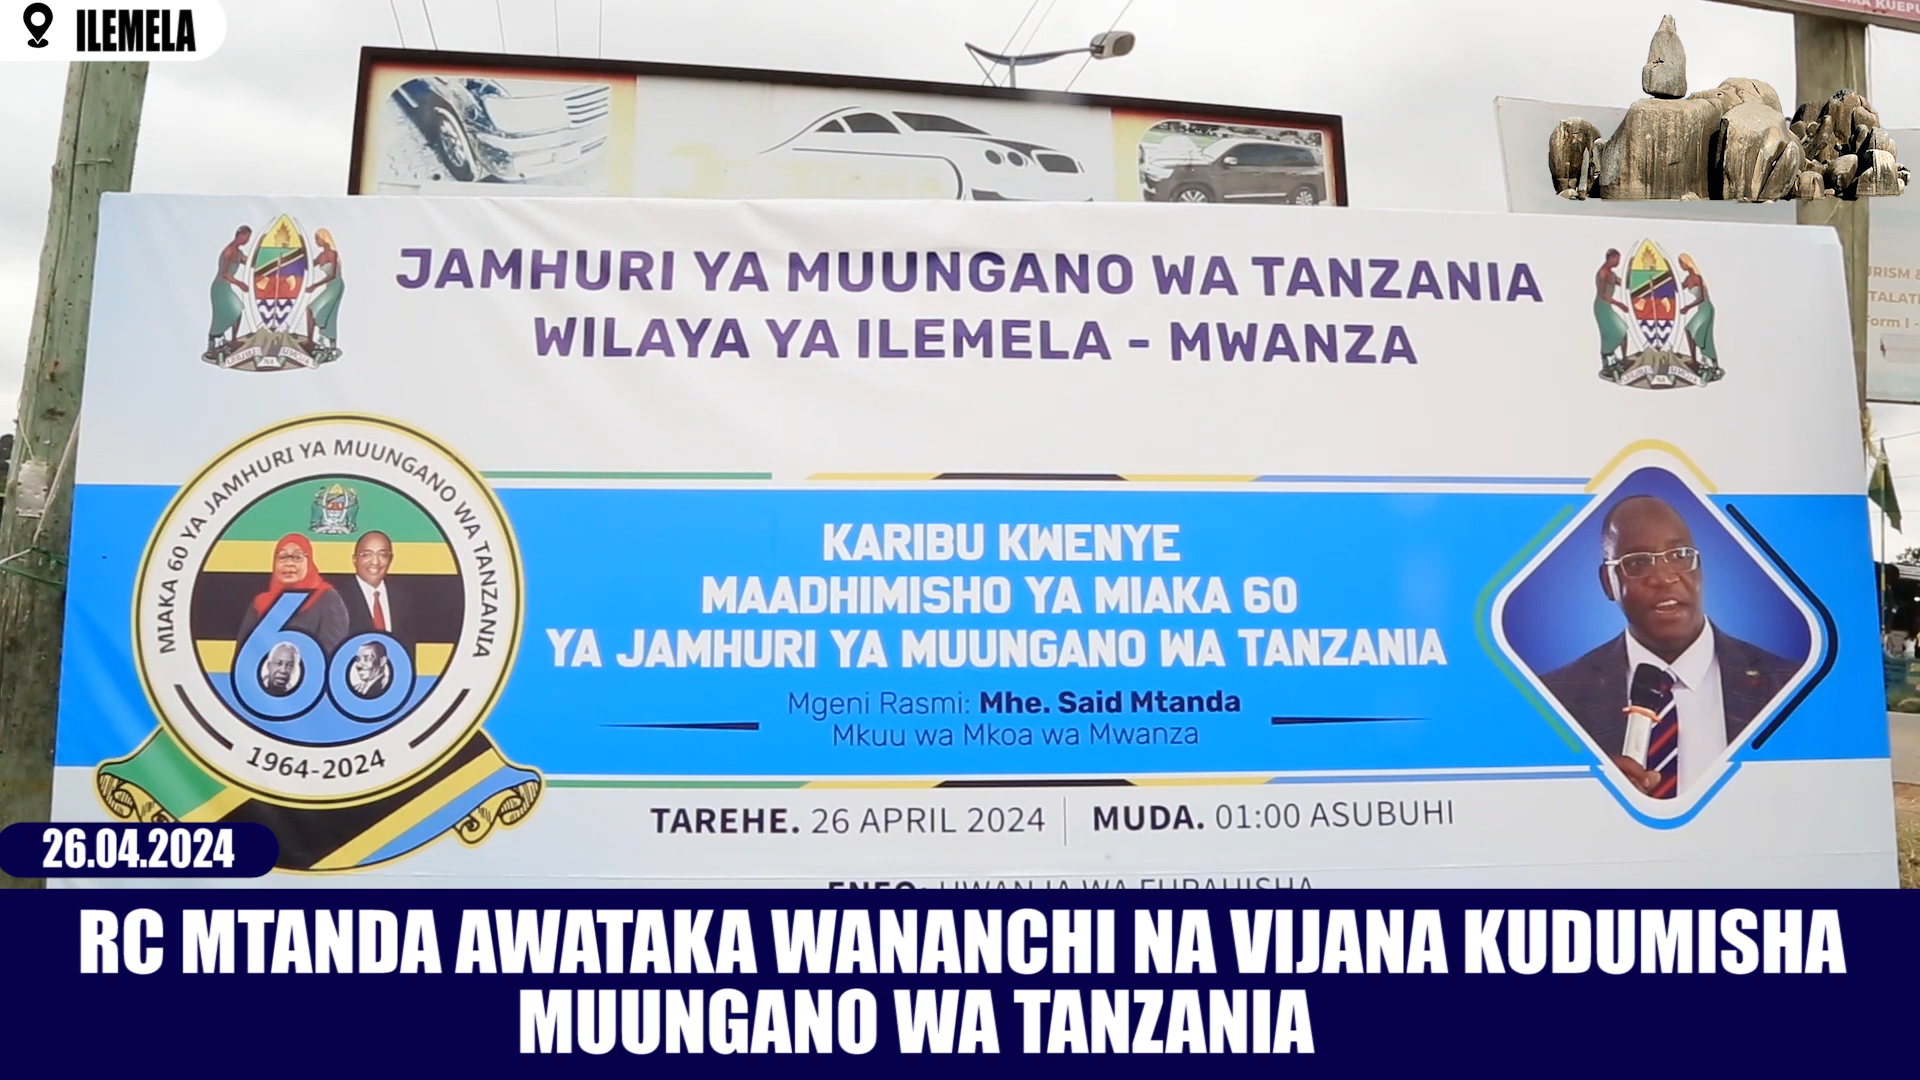 ILEMELA
JAMHURI YA MUUNGANO WA TANZANIA
WILAYA YA ILEMELA - MWANZA
MIAKA 60 YA JAMHURI YA MUUNGANO WA TANZANIA
60
1964-2024
KARIBU KWENYE
MAADHIMISHO YA MIAKA 60
YA JAMHURI YA MUUNGANO WA TANZANIA
Mgeni Rasmi: Mhe. Said Mtanda
Mkuu wa Mkoa wa Mwanza
TAREHE. 26 APRIL 2024 | MUDA. 01:00 ASUBUHI
26.04.2024
RC MTANDA AWATAKA WANANCHI NA VIJANA KUDUMISHA
MUUNGANO WA TANZANIA